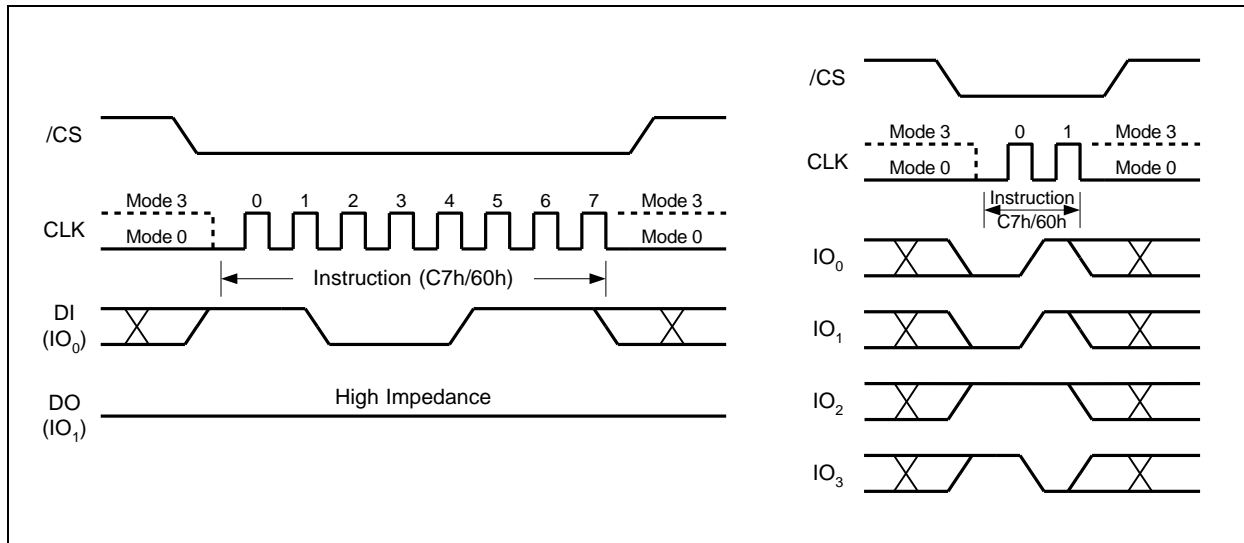 /CS
Mode 3
0 1 2 3 4 5 6 7
Mode 3
CLK
Mode 0
Mode 0
Instruction (C7h/60h)
DI
(IO0)
High Impedance
DO
(IO1)
/CS
Mode 3
0 1
Mode 3
CLK
Mode 0
Mode 0
Instruction
C7h/60h
IO0
IO1
IO2
IO3